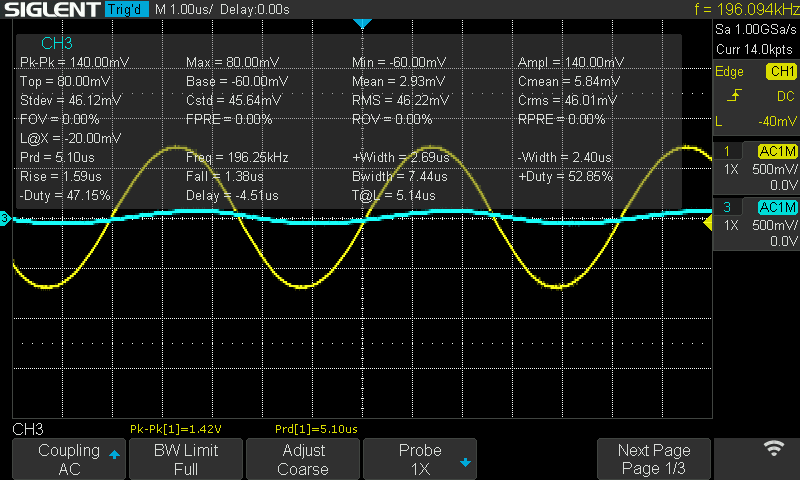 SIGLENT Trig'd M 1.00us/ Delay:0.00s f = 196.094kHz
Sa 1.00GSa/s
Curr 14.0kpts
Edge CH1
DC
L -40mV
1 AC1M
1X 500mV/
0.0V
3 AC1M
1X 500mV/
0.0V
CH3
Pk-Pk = 140.00mV Max = 80.00mV Min = -60.00mV Ampl = 140.00mV
Top = 80.00mV Base = -60.00mV Mean = 2.93mV Cmean = 5.84mV
Stdev = 46.12mV Cstd = 45.64mV RMS = 46.22mV Crms = 46.01mV
FOV = 0.00% FPRE = 0.00% ROV = 0.00% RPRE = 0.00%
L@X = -20.00mV
Prd = 5.10us Freq = 196.25kHz +Width = 2.69us -Width = 2.40us
Rise = 1.59us Fall = 1.38us Bwidth = 7.44us +Duty = 52.85%
-Duty = 47.15% Delay = -4.51us T@L = 5.14us
3
CH3 Pk-Pk[1]=1.42V Prd[1]=5.10us
Coupling BW Limit Adjust Probe Next Page
AC Full Coarse 1X Page 1/3